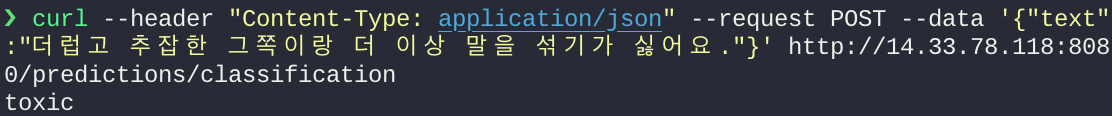 ❯ curl --header "Content-Type: application/json" --request POST --data '{"text"
:"더럽고 추잡한 그쪽이랑 더 이상 말을 섞기가 싫어요."}' http://14.33.78.118:808
0/predictions/classification
toxic